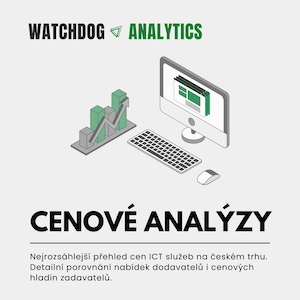 WATCHDOG ANALYTICS
CENOVÉ ANALÝZY
Nejrozsáhlejší přehled cen ICT služeb na českém trhu.
Detailní porovnání nabídek dodavatelů i cenových
hladin zadavatelů.